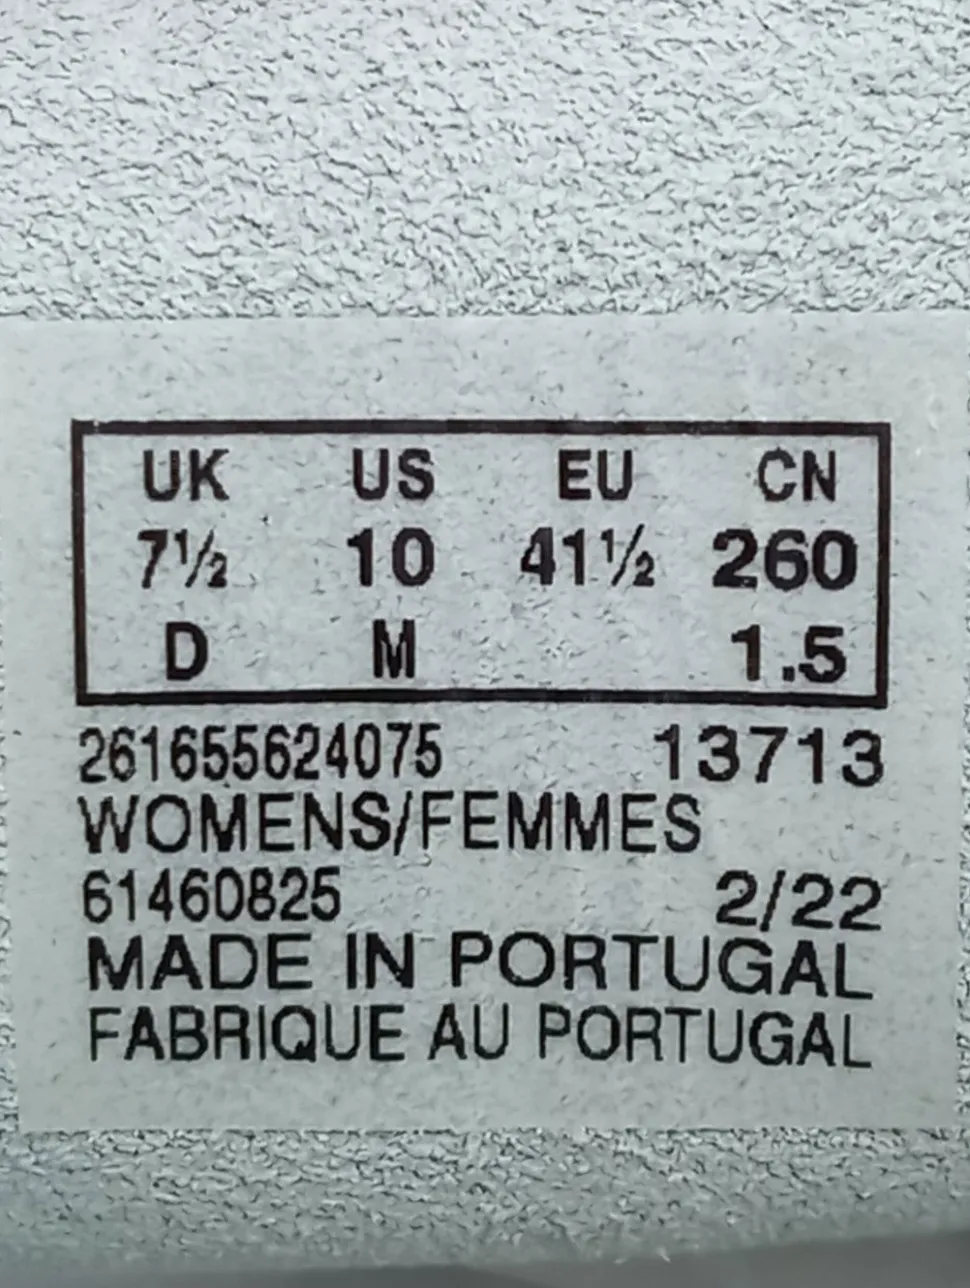 UK US EU CN
7½ 10 41½ 260
D M 1.5
261655624075 13713
WOMENS/FEMMES
61460825 2/22
MADE IN PORTUGAL
FABRIQUE AU PORTUGAL